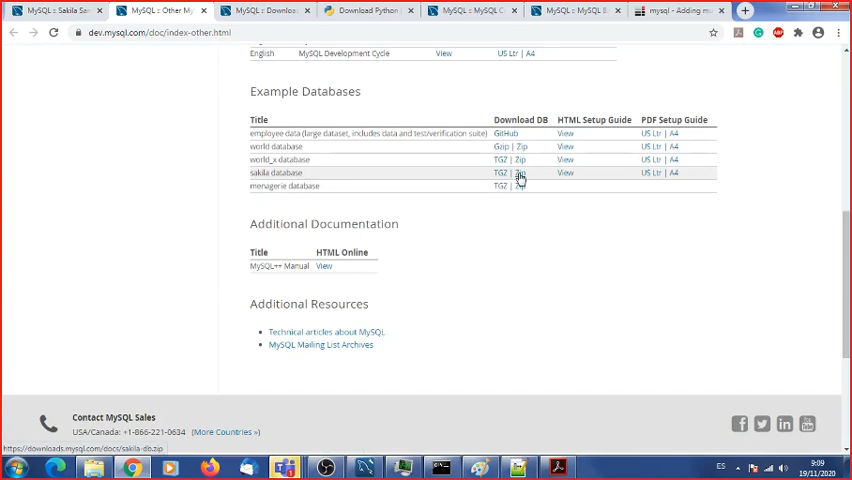 MySQL :: Sakila Sa
MySQL :: Other My
MySQL :: Downloa
Download Python
MySQL :: MySQL C
MySQL :: MySQL
mysql - Adding m
dev.mysql.com/doc/index-other.html
English MySQL Development Cycle View US Ltr | A4
Example Databases
Title Download DB HTML Setup Guide PDF Setup Guide
employee data (large dataset, includes data and test/verification suite) GitHub View US Ltr | A4
world database Gzip | Zip View US Ltr | A4
world_x database TGZ | Zip View US Ltr | A4
sakila database TGZ | Zip View US Ltr | A4
menagerie database TGZ | Zip
Additional Documentation
Title HTML Online
MySQL++ Manual View
Additional Resources
Technical articles about MySQL
MySQL Mailing List Archives
Contact MySQL Sales
USA/Canada: +1-866-221-0634 (More Countries »)
https://downloads.mysql.com/docs/sakila-db.zip
ES 9:09
19/11/2020